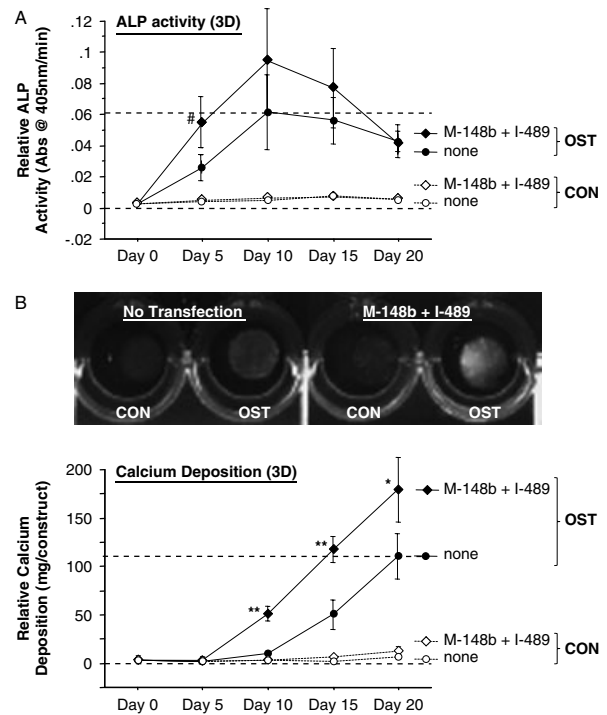 A
ALP activity (3D)
Relative ALP
Activity (Abs @ 405nm/min)
.12
.1
.08
.06
.04
.02
0
-.02
#
Day 0 Day 5 Day 10 Day 15 Day 20
M-148b + I-489
none
OST
M-148b + I-489
none
CON
B
No Transfection
M-148b + I-489
CON OST CON OST
Calcium Deposition (3D)
Relative Calcium
Deposition (mg/construct)
200
150
100
50
0
**
**
*
Day 0 Day 5 Day 10 Day 15 Day 20
M-148b + I-489
none
OST
M-148b + I-489
none
CON